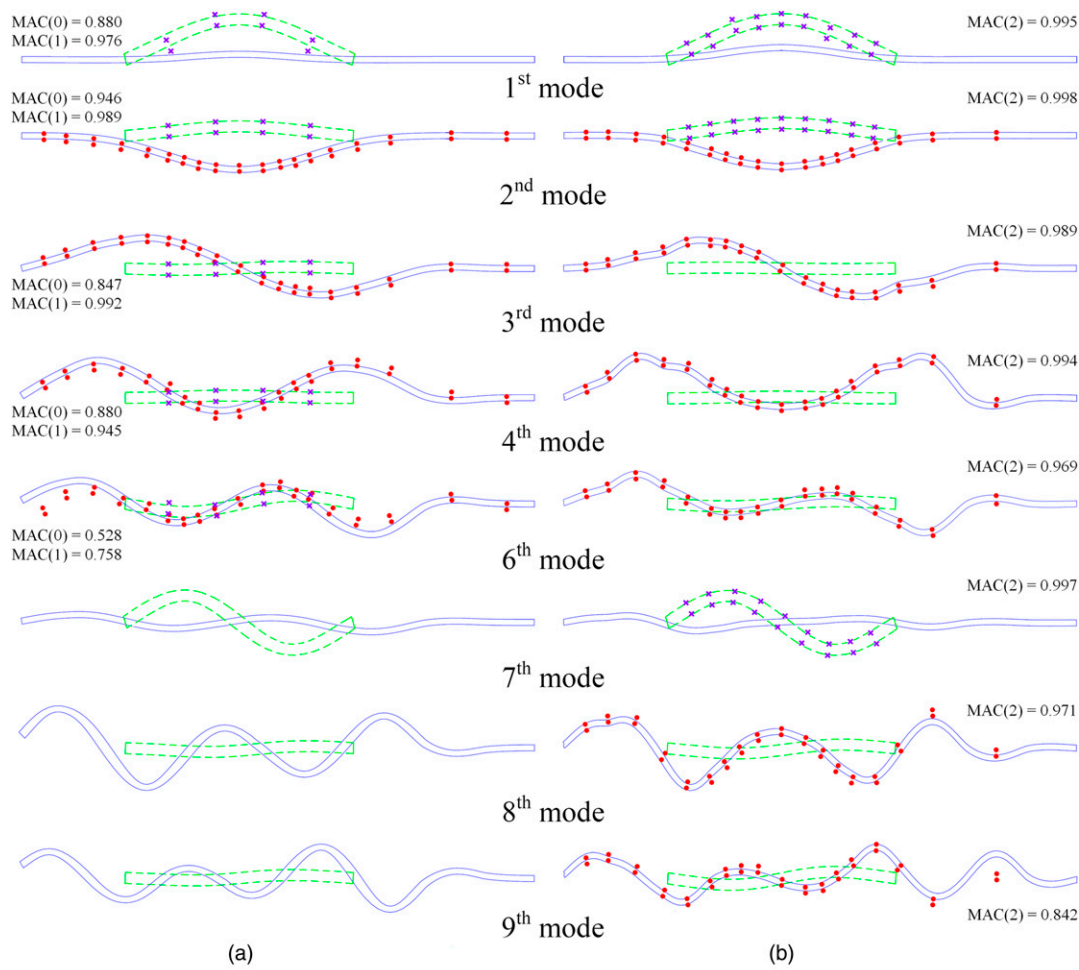 MAC(0) = 0.880
MAC(1) = 0.976
MAC(2) = 0.995
1st mode
MAC(0) = 0.946
MAC(1) = 0.989
MAC(2) = 0.998
2nd mode
MAC(0) = 0.847
MAC(1) = 0.992
MAC(2) = 0.989
3rd mode
MAC(0) = 0.880
MAC(1) = 0.945
MAC(2) = 0.994
4th mode
MAC(0) = 0.528
MAC(1) = 0.758
MAC(2) = 0.969
6th mode
MAC(2) = 0.997
7th mode
MAC(2) = 0.971
8th mode
MAC(2) = 0.842
9th mode
(a)
(b)